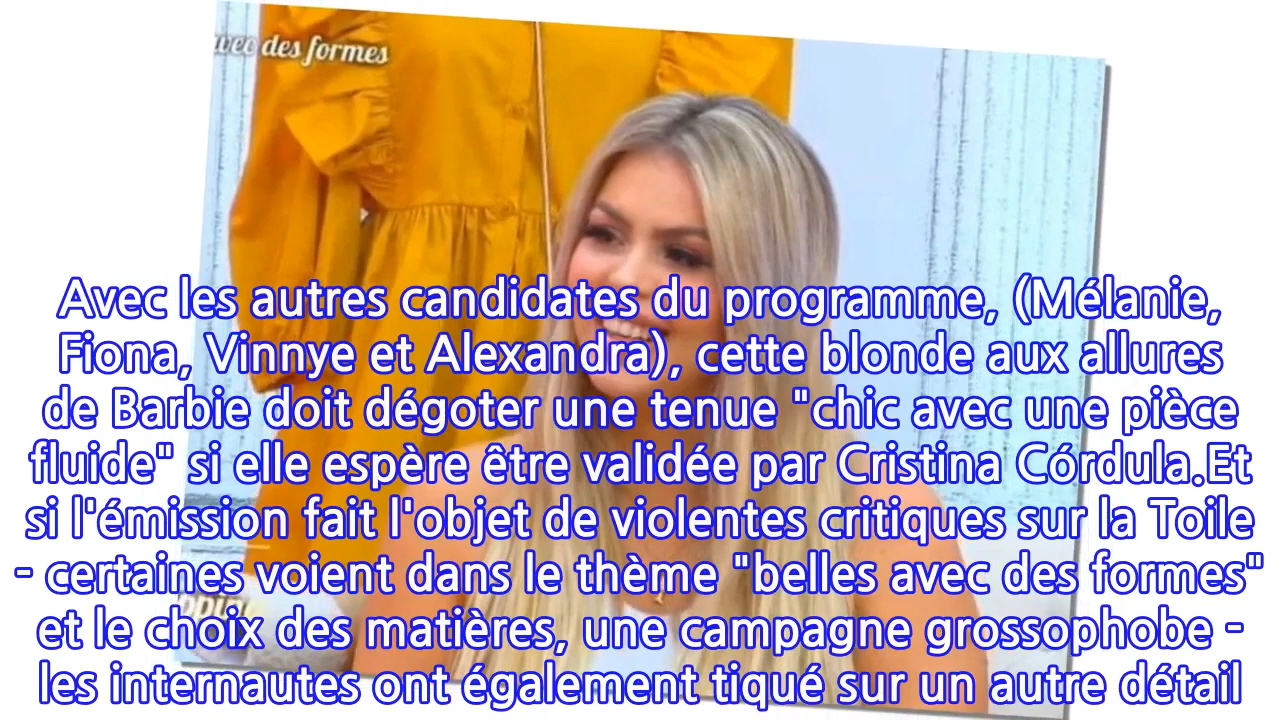 avec des formes
Avec les autres candidates du programme, (Mélanie,
Fiona, Vinnye et Alexandra), cette blonde aux allures
de Barbie doit dégoter une tenue "chic avec une pièce
fluide" si elle espère être validée par Cristina Córdula.Et
si l'émission fait l'objet de violentes critiques sur la Toile
- certaines voient dans le thème "belles avec des formes"
et le choix des matières, une campagne grossophobe -
les internautes ont également tiqué sur un autre détail